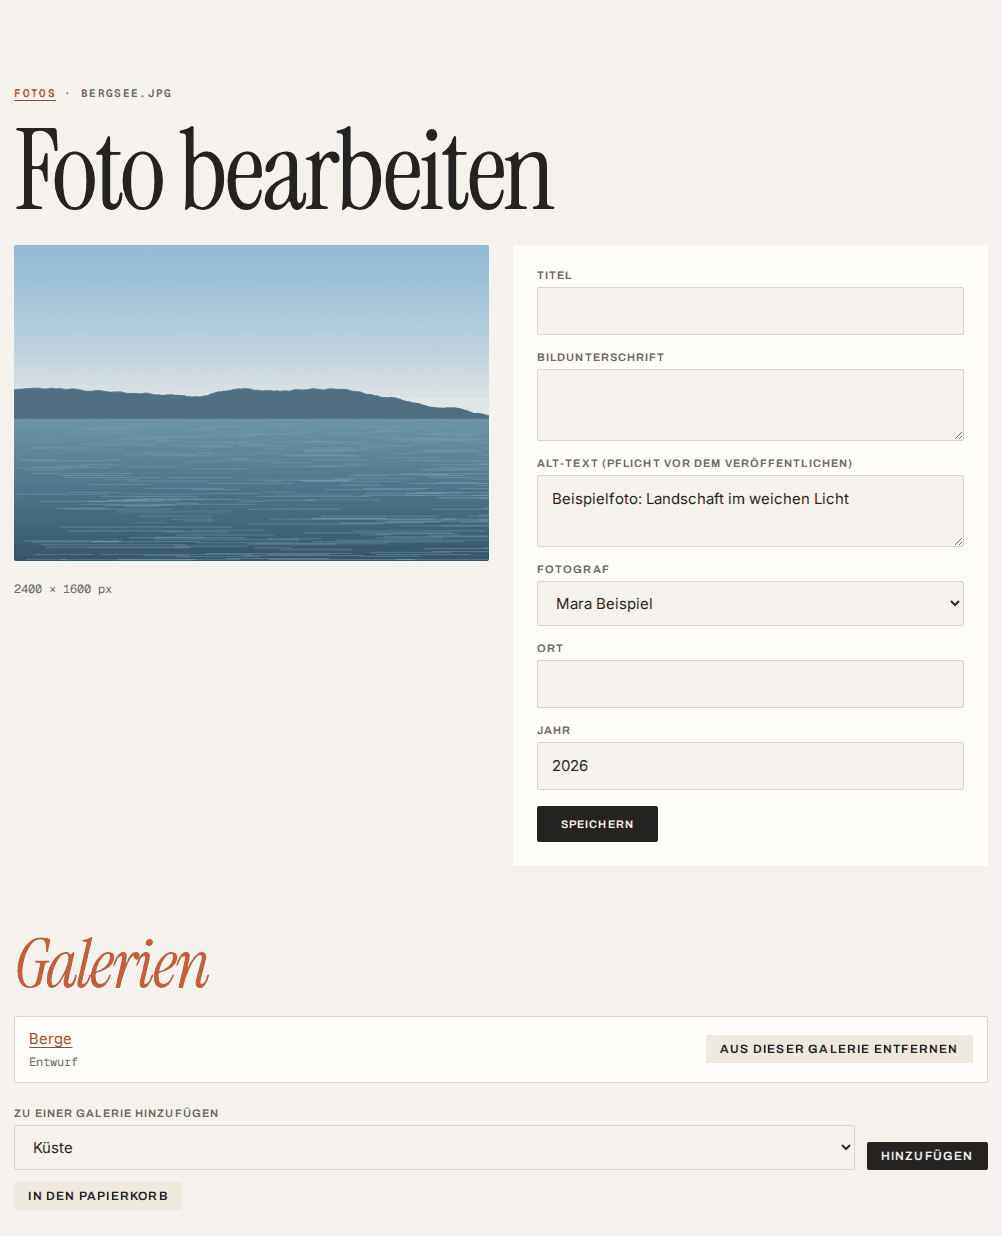 FOTOS · BERGSEE.JPG
Foto bearbeiten
2400 × 1600 px
TITEL
BILDUNTERSCHRIFT
ALT-TEXT (PFLICHT VOR DEM VERÖFFENTLICHEN)
Beispielfoto: Landschaft im weichen Licht
FOTOGRAF
Mara Beispiel
ORT
JAHR
2026
SPEICHERN
Galerien
Berge
Entwurf
AUS DIESER GALERIE ENTFERNEN
ZU EINER GALERIE HINZUFÜGEN
Küste
HINZUFÜGEN
IN DEN PAPIERKORB